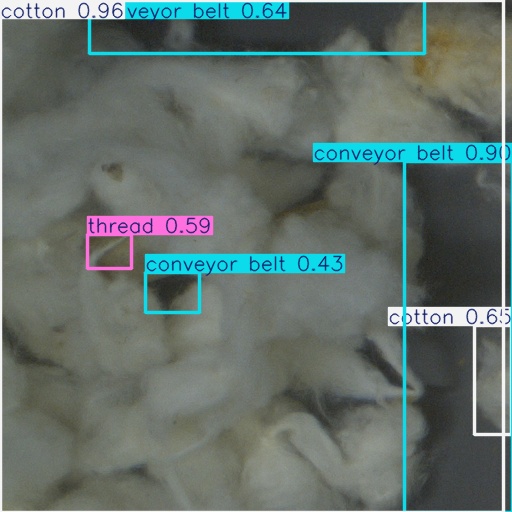 cotton 0.96
veyor belt 0.64
conveyor belt 0.90
thread 0.59
conveyor belt 0.43
cotton 0.65